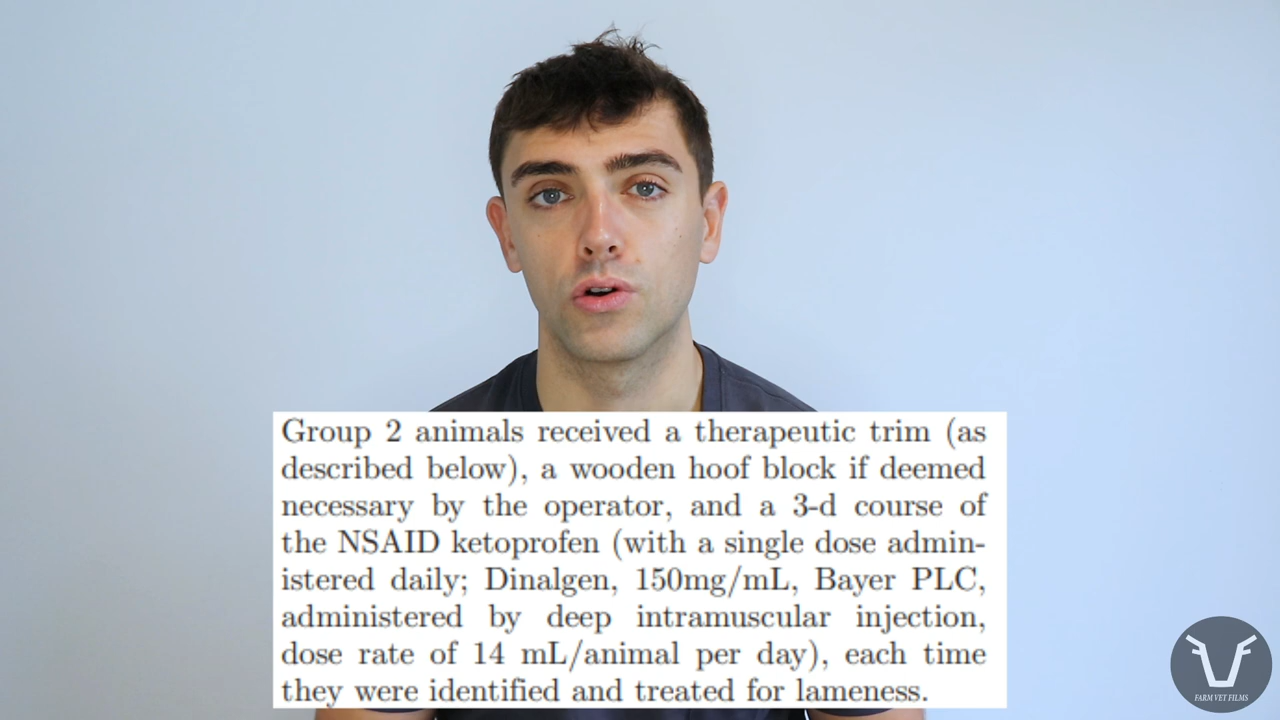 Group 2 animals received a therapeutic trim (as
described below), a wooden hoof block if deemed
necessary by the operator, and a 3-d course of
the NSAID ketoprofen (with a single dose admin-
istered daily; Dinalgen, 150mg/mL, Bayer PLC,
administered by deep intramuscular injection,
dose rate of 14 mL/animal per day), each time
they were identified and treated for lameness.
FARM VET FILMS